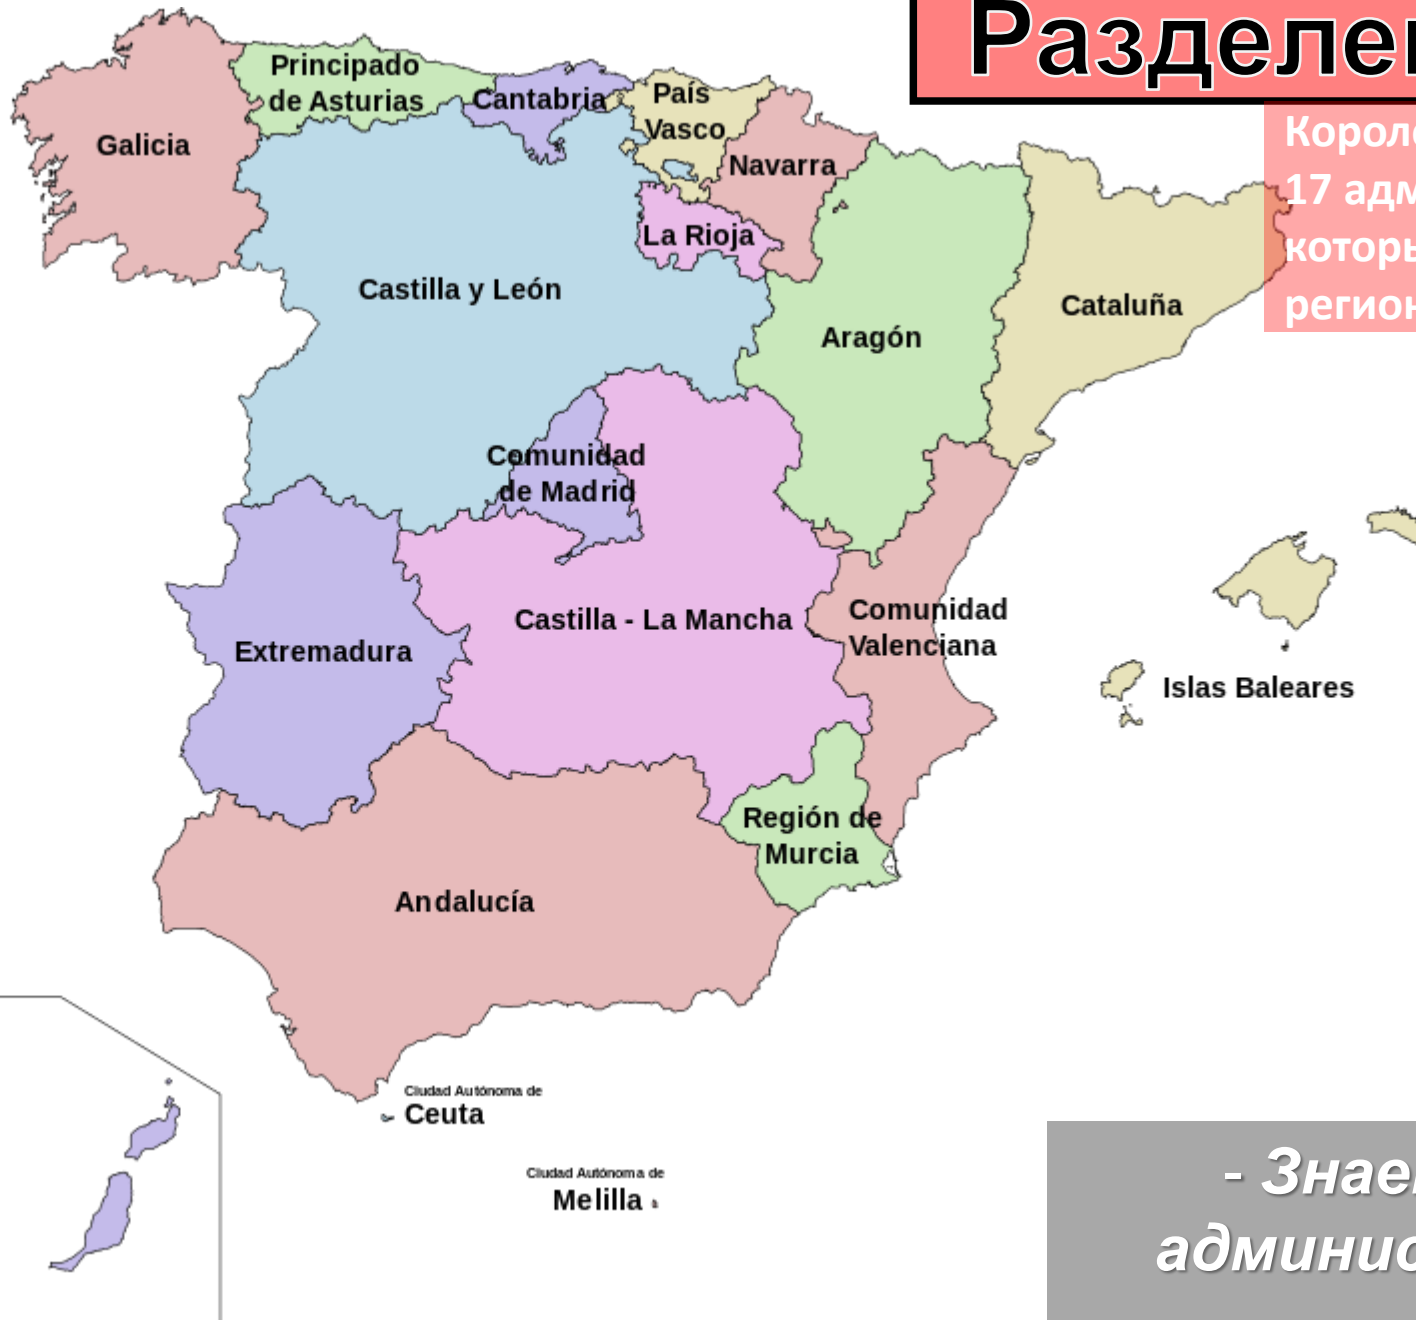 Разделе
Короле
17 адм
которы
регион
Principado
de Asturias
Cantabria
País
Vasco
Galicia
Navarra
La Rioja
Castilla y León
Cataluña
Aragón
Comunidad
de Madrid
Comunidad
Valenciana
Castilla - La Mancha
Extremadura
Islas Baleares
Región de
Murcia
Andalucía
Ciudad Autónoma de
Ceuta
Ciudad Autónoma de
Melilla
- Знае
админис